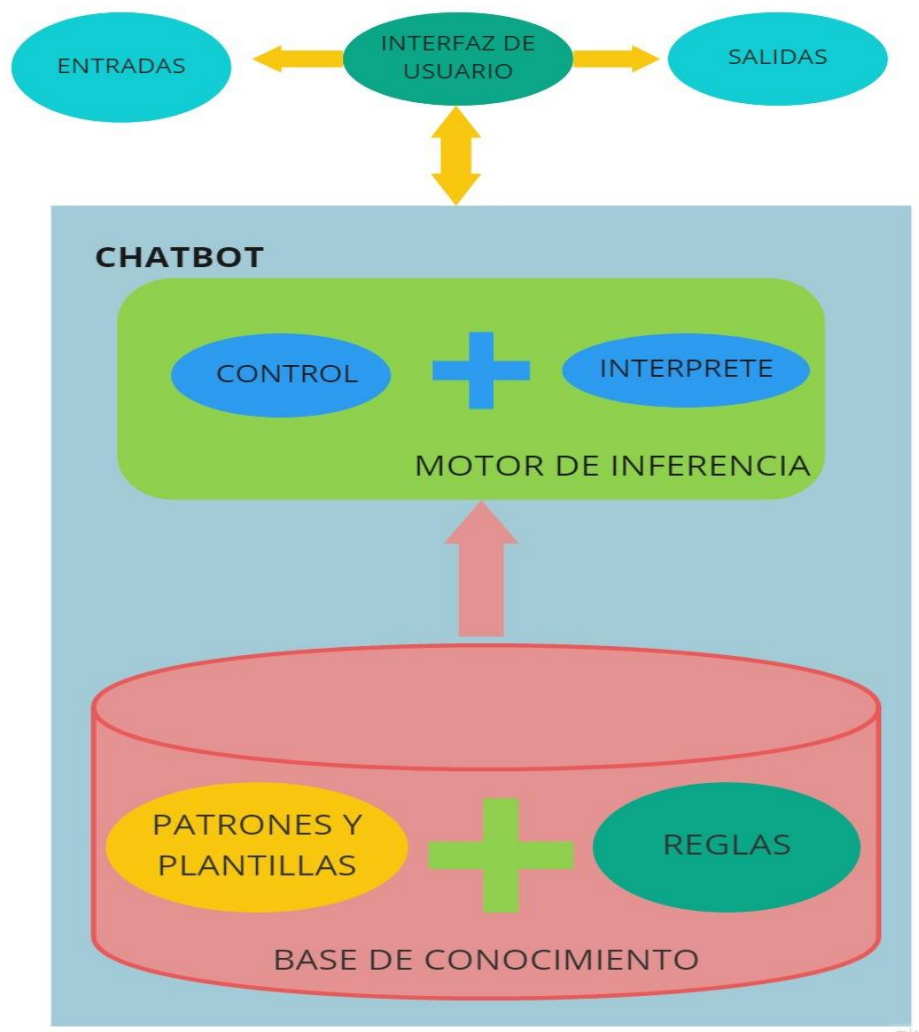 ENTRADAS
INTERFAZ DE
USUARIO
SALIDAS
CHATBOT
CONTROL
INTERPRETE
MOTOR DE INFERENCIA
PATRONES Y
PLANTILLAS
REGLAS
BASE DE CONOCIMIENTO